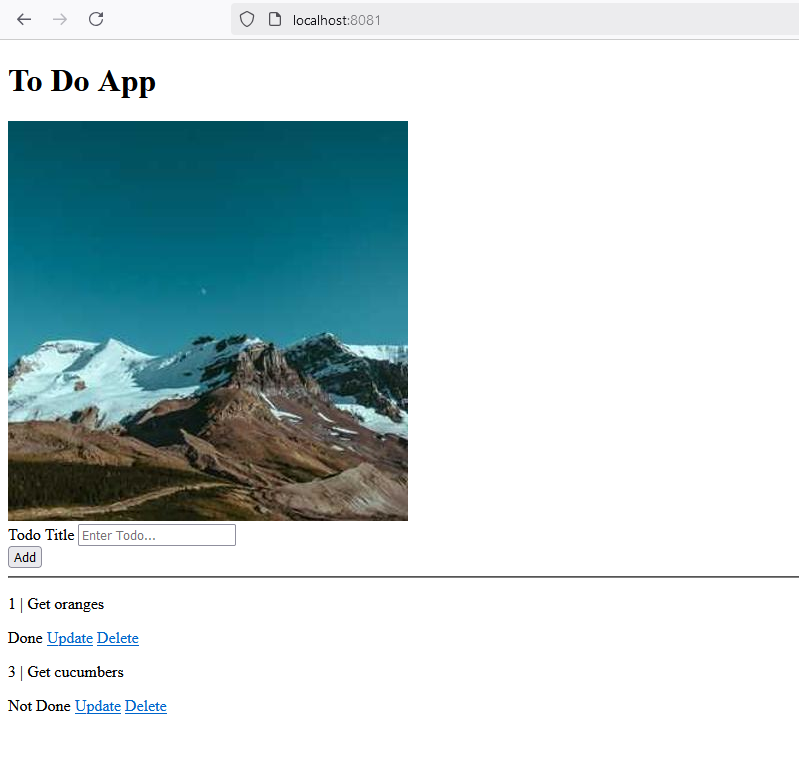 localhost:8081
To Do App
Todo Title Enter Todo...
Add
1 | Get oranges
Done Update Delete
3 | Get cucumbers
Not Done Update Delete